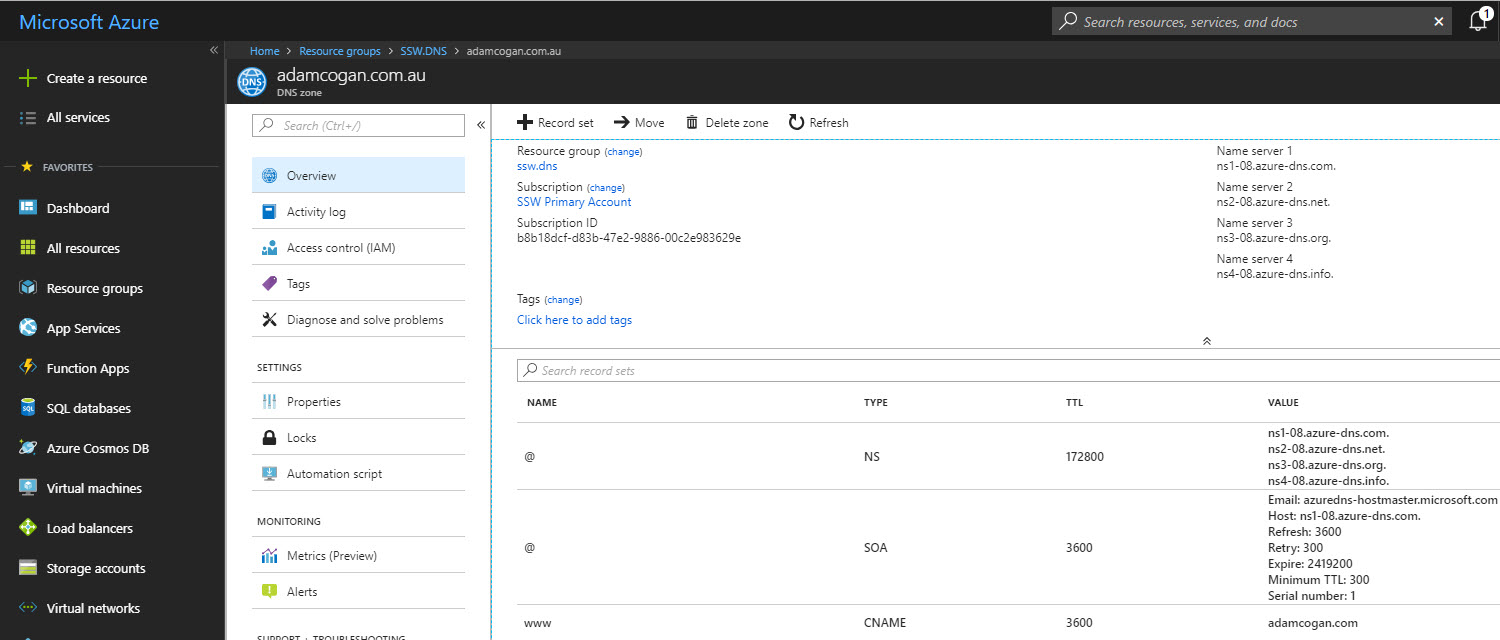 Microsoft Azure
Search resources, services, and docs
1
Home > Resource groups > SSW.DNS > adamcogan.com.au
adamcogan.com.au
DNS zone
DNS
Create a resource
All services
FAVORITES
Dashboard
All resources
Resource groups
App Services
Function Apps
SQL databases
Azure Cosmos DB
Virtual machines
Load balancers
Storage accounts
Virtual networks
Search (Ctrl+/)
Overview
Activity log
Access control (IAM)
Tags
Diagnose and solve problems
SETTINGS
Properties
Locks
Automation script
MONITORING
Metrics (Preview)
Alerts
SUPPORT + TROUBLESHOOTING
Record set Move Delete zone Refresh
Resource group (change)
ssw.dns
Subscription (change)
SSW Primary Account
Subscription ID
b8b18dcf-d83b-47e2-9886-00c2e983629e
Tags (change)
Click here to add tags
Name server 1
ns1-08.azure-dns.com.
Name server 2
ns2-08.azure-dns.net.
Name server 3
ns3-08.azure-dns.org.
Name server 4
ns4-08.azure-dns.info.
Search record sets
NAME TYPE TTL VALUE
@ NS 172800
ns1-08.azure-dns.com.
ns2-08.azure-dns.net.
ns3-08.azure-dns.org.
ns4-08.azure-dns.info.
@ SOA 3600
Email: azuredns-hostmaster.microsoft.com
Host: ns1-08.azure-dns.com.
Refresh: 3600
Retry: 300
Expire: 2419200
Minimum TTL: 300
Serial number: 1
www CNAME 3600 adamcogan.com